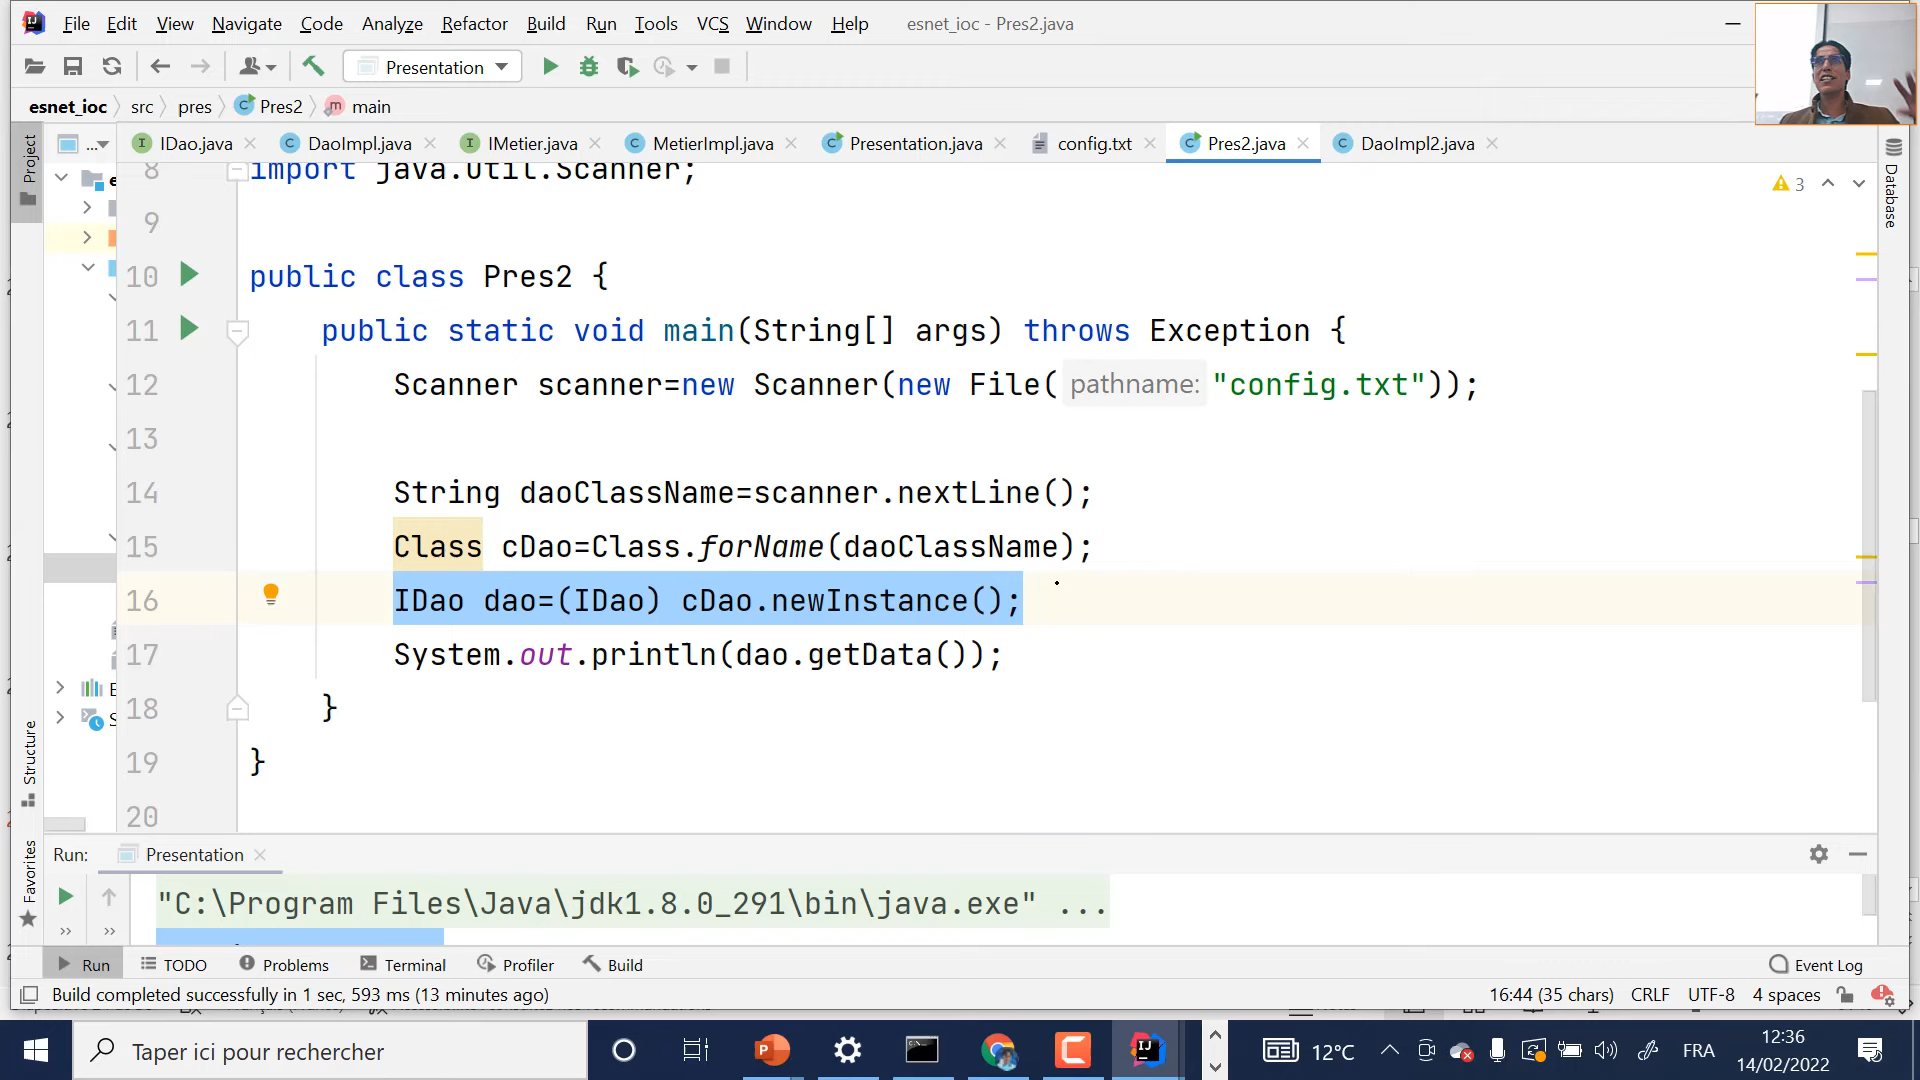 File Edit View Navigate Code Analyze Refactor Build Run Tools VCS Window Help esnet_ioc - Pres2.java
Presentation
esnet_ioc src pres Pres2 main
... IDao.java DaoImpl.java IMetier.java MetierImpl.java Presentation.java config.txt Pres2.java DaoImpl2.java
Project
Database
3
8 import java.util.Scanner;
9
10 public class Pres2 {
11 public static void main(String[] args) throws Exception {
12 Scanner scanner=new Scanner(new File( pathname: "config.txt"));
13
14 String daoClassName=scanner.nextLine();
15 Class cDao=Class.forName(daoClassName);
16 IDao dao=(IDao) cDao.newInstance();
17 System.out.println(dao.getData());
18 }
19 }
20
Structure
Favorites
Run: Presentation
"C:\Program Files\Java\jdk1.8.0_291\bin\java.exe" ...
Run TODO Problems Terminal Profiler Build Event Log
Build completed successfully in 1 sec, 593 ms (13 minutes ago) 16:44 (35 chars) CRLF UTF-8 4 spaces
Taper ici pour rechercher 12°C FRA 12:36
14/02/2022